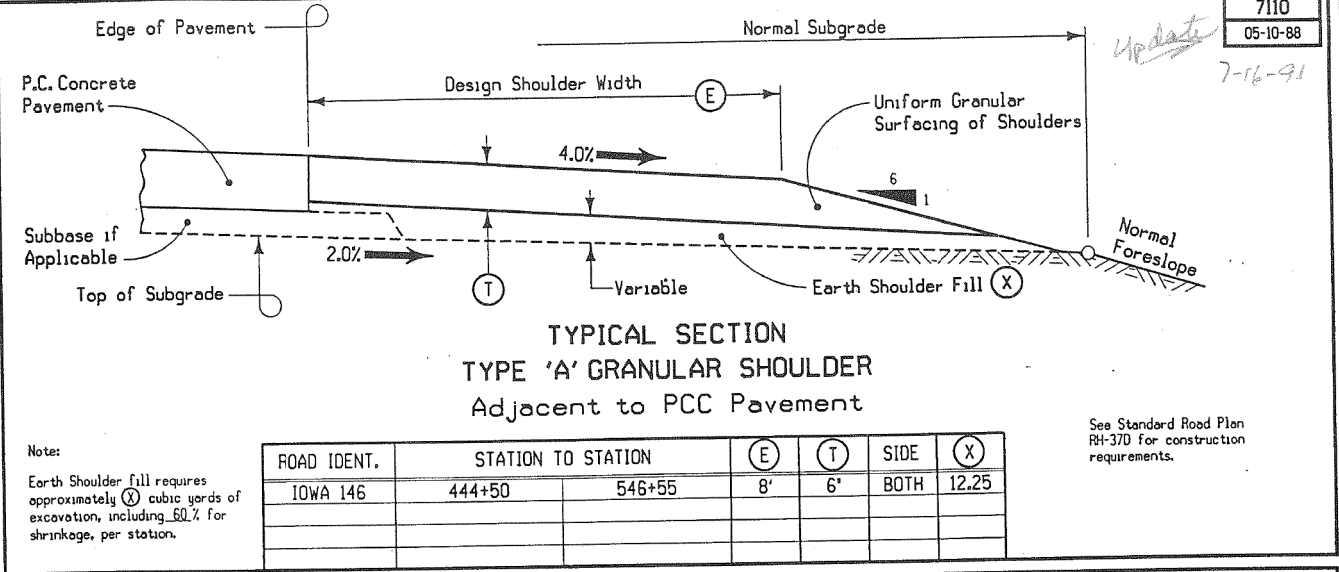 7110
05-10-88
Update
7-16-91
Edge of Pavement
Normal Subgrade
P.C. Concrete
Pavement
Design Shoulder Width
E
Uniform Granular
Surfacing of Shoulders
4.0%
6
1
Subbase if
Applicable
2.0%
Normal
Foreslope
Top of Subgrade
T
Variable
Earth Shoulder Fill X
TYPICAL SECTION
TYPE 'A' GRANULAR SHOULDER
Adjacent to PCC Pavement
See Standard Road Plan
RH-37D for construction
requirements.
Note:
Earth Shoulder fill requires
approximately X cubic yards of
excavation, including 60 % for
shrinkage, per station.
ROAD IDENT. STATION TO STATION E T SIDE X
IOWA 146 444+50 546+55 8' 6" BOTH 12.25